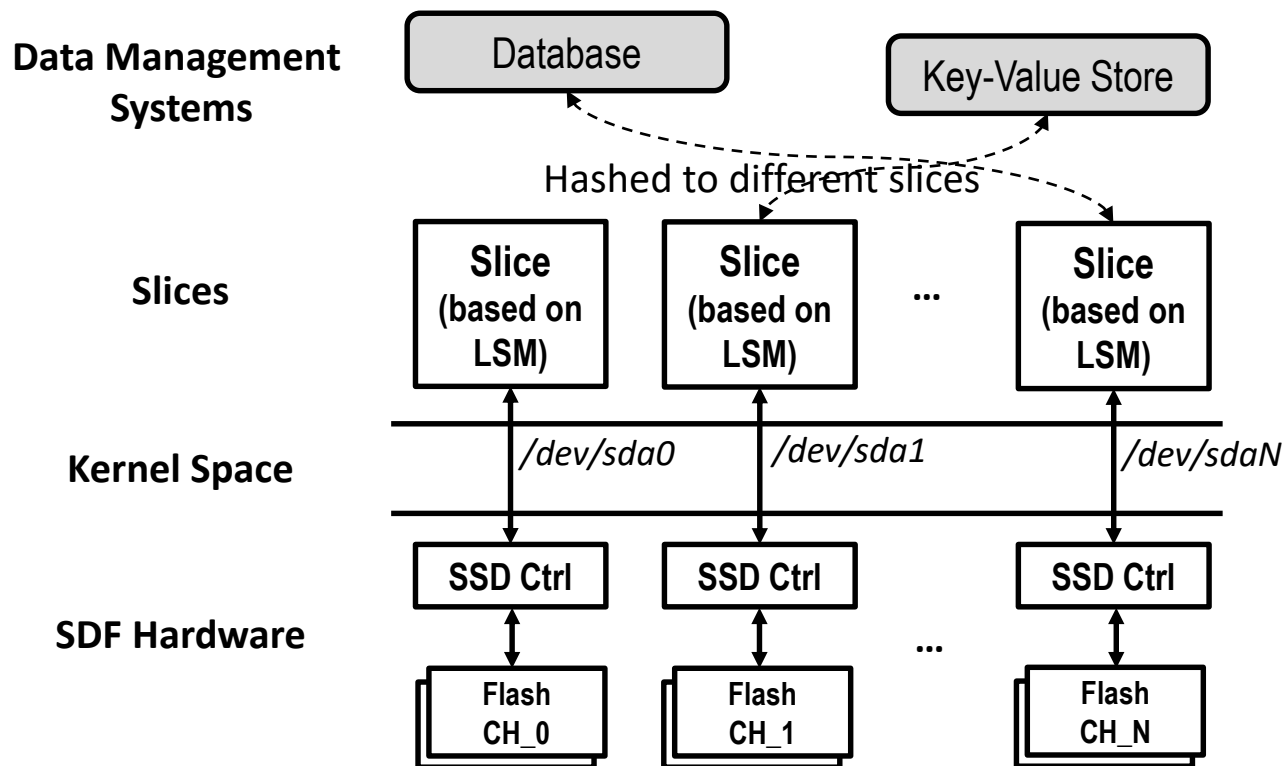 Data Management
Systems
Database
Key-Value Store
Hashed to different slices
Slices
Slice
(based on
LSM)
Slice
(based on
LSM)
...
Slice
(based on
LSM)
Kernel Space
/dev/sda0
/dev/sda1
/dev/sdaN
SDF Hardware
SSD Ctrl
SSD Ctrl
SSD Ctrl
...
Flash
CH_0
Flash
CH_1
Flash
CH_N